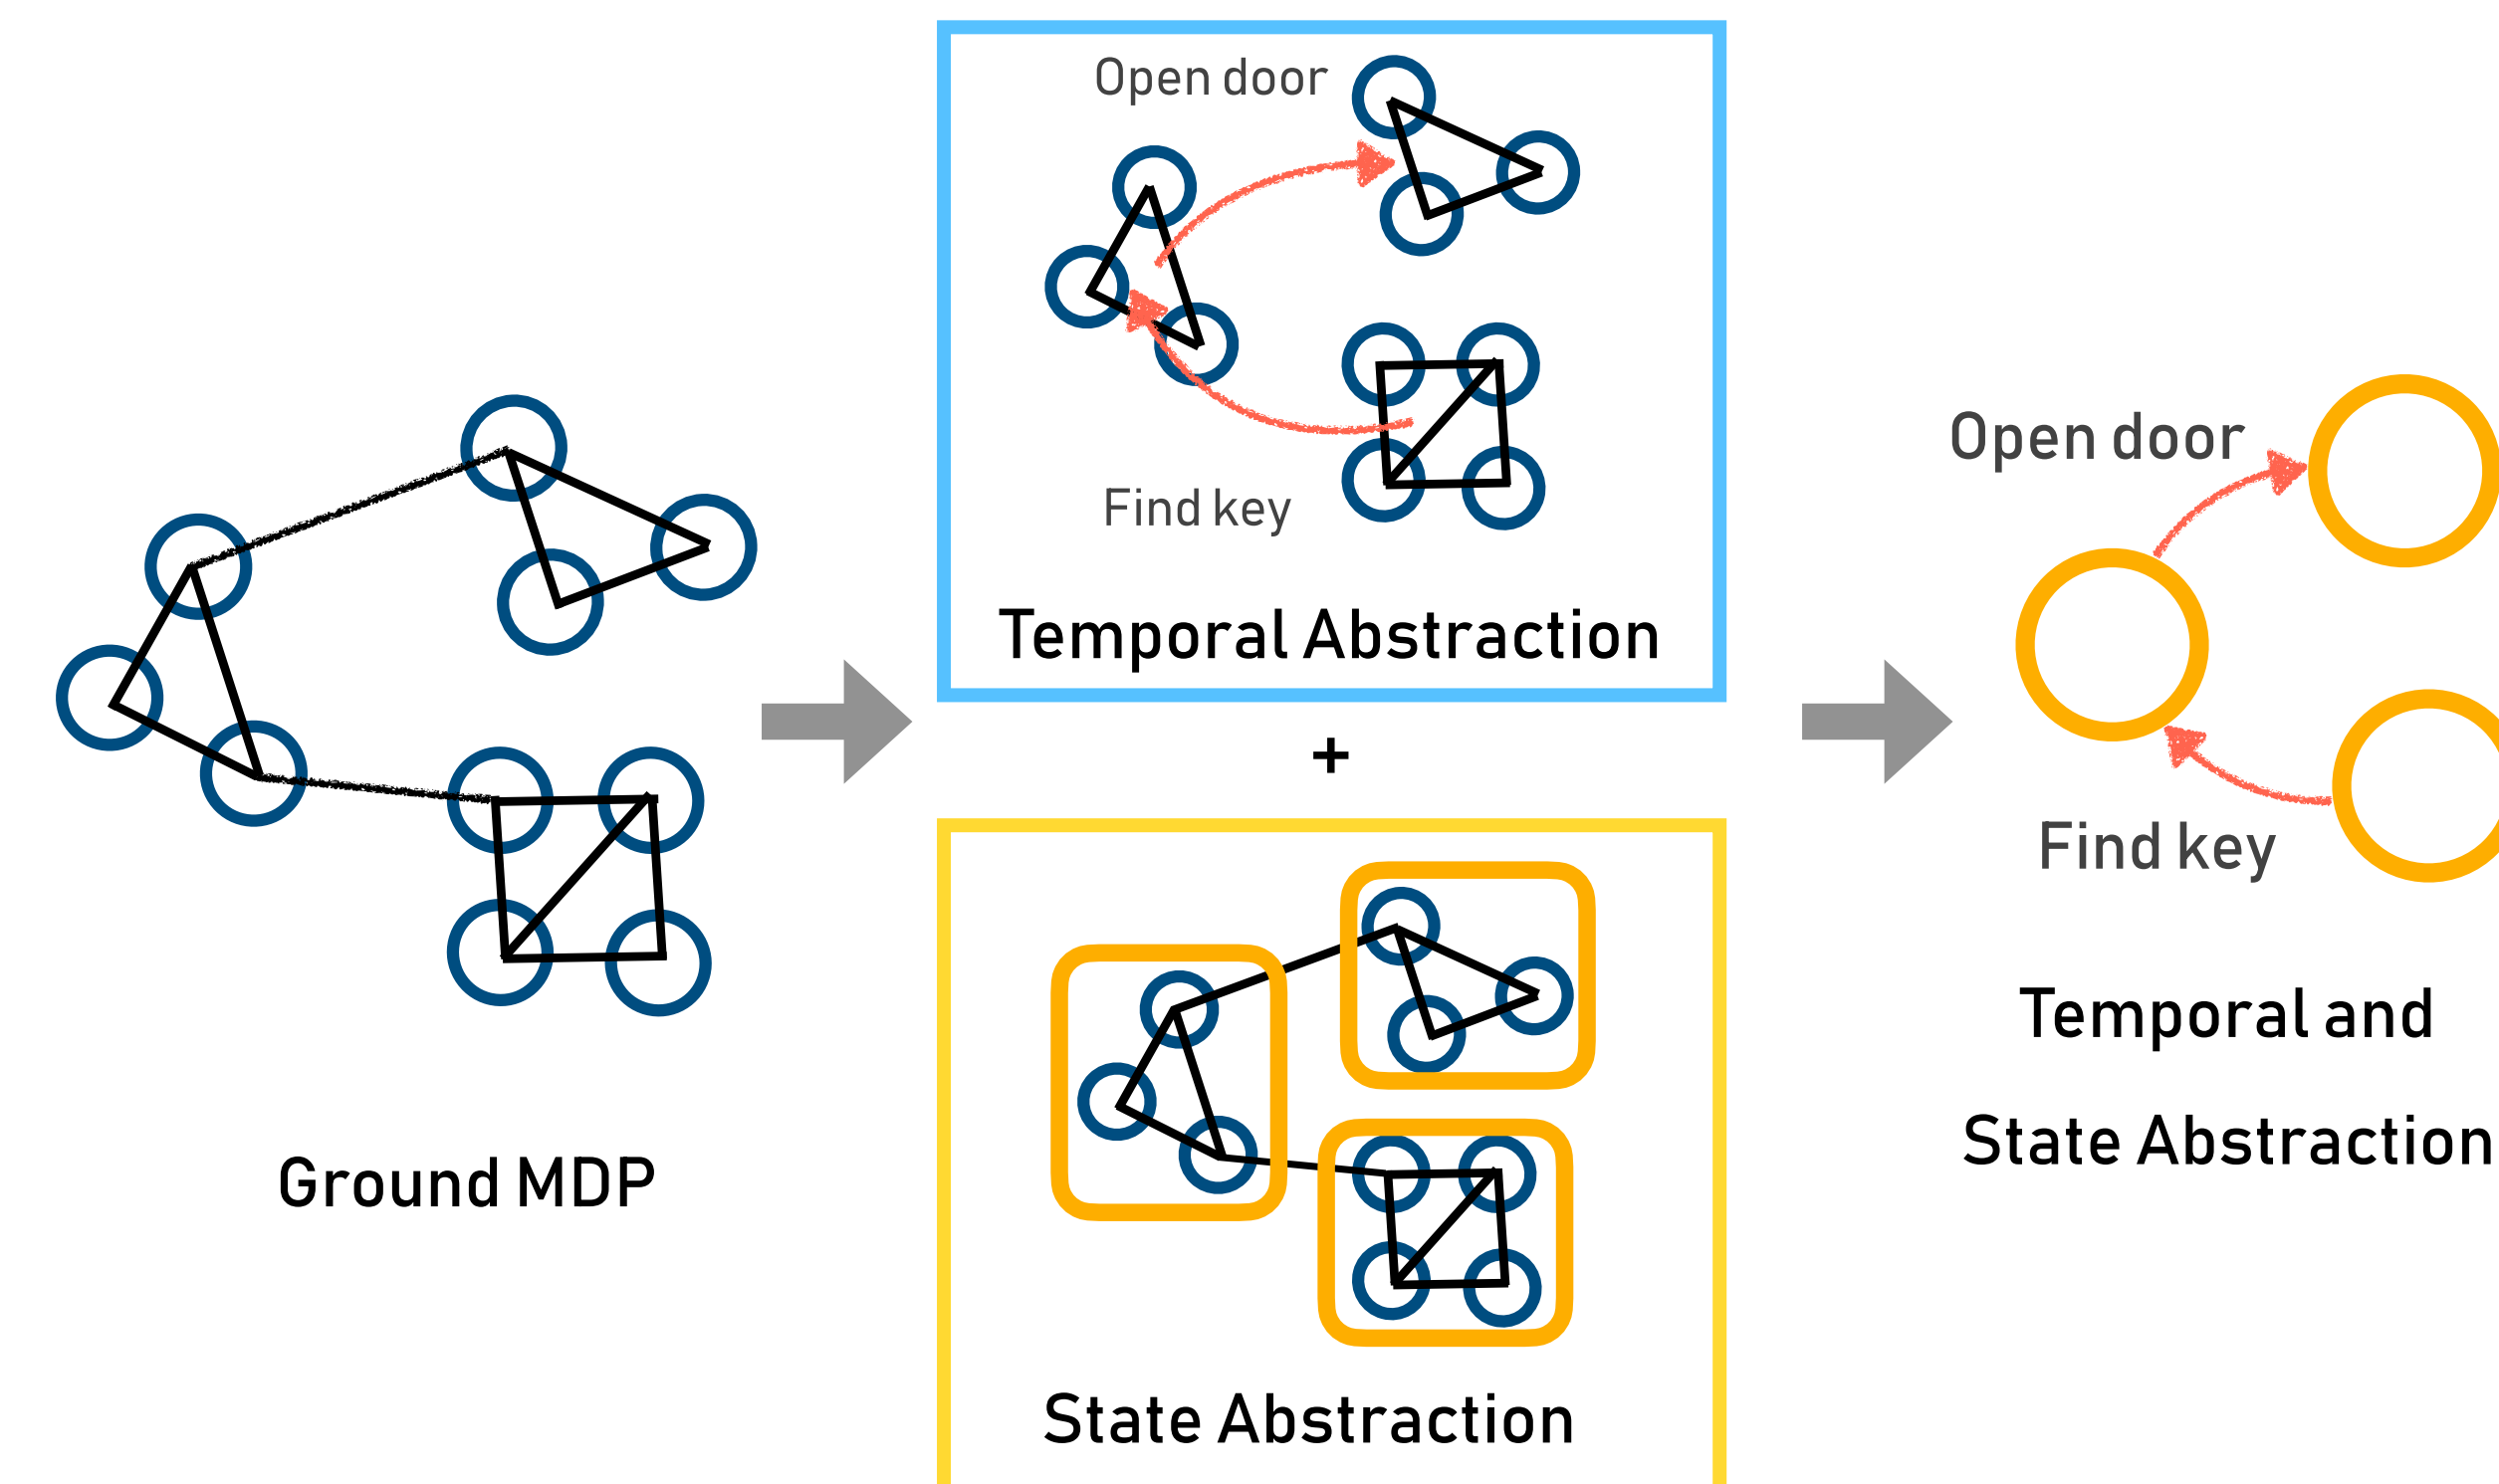 Ground MDP
Open door
Find key
Temporal Abstraction
+
State Abstraction
Open door
Find key
Temporal and
State Abstraction